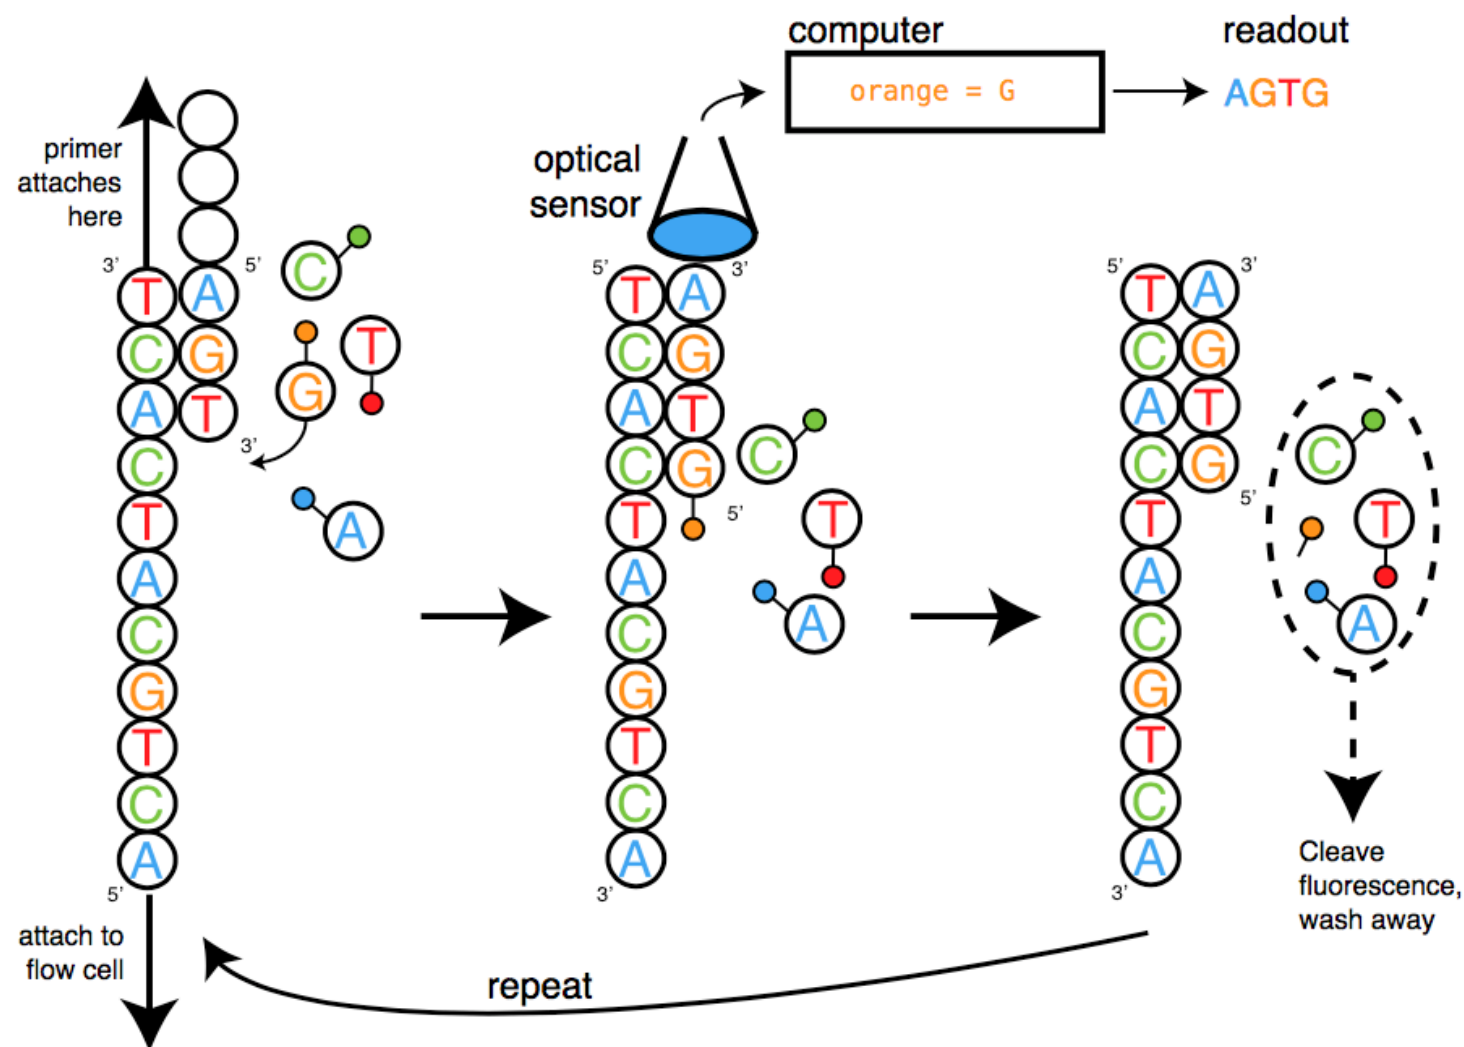 computer
readout
orange = G
AGTG
primer
attaches
here
optical
sensor
3'
5'
T A
C G
A T
C
T
A
C
G
T
C
A
3'
5'
C
G
T
A
attach to
flow cell
5'
3'
T A
C G
A T
C G
T
A
C
G
T
C
A
5'
3'
C
T
A
5'
3'
T A
C G
A T
C G
T
A
C
G
T
C
A
5'
3'
C
T
A
Cleave
fluorescence,
wash away
repeat